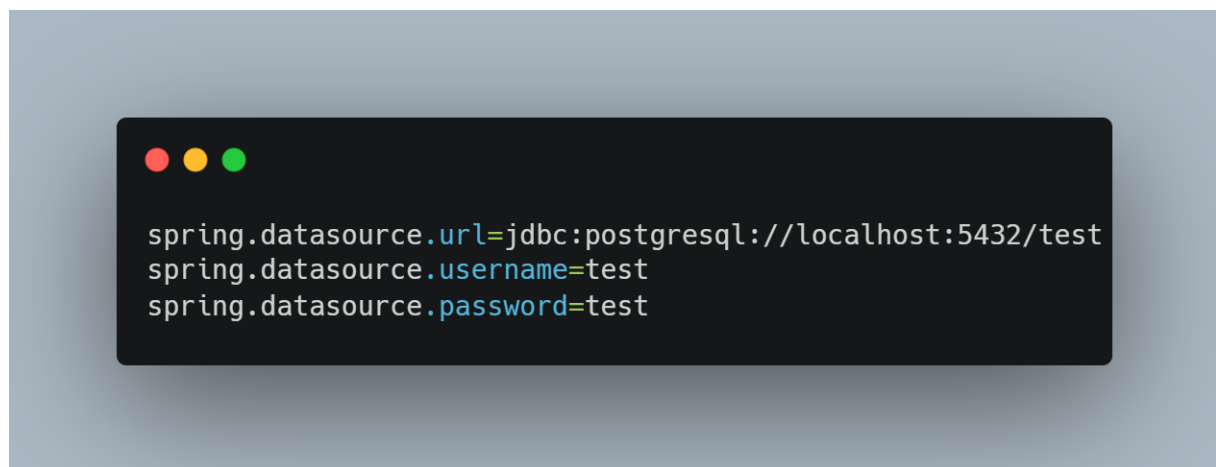 spring.datasource.url=jdbc:postgresql://localhost:5432/test
spring.datasource.username=test
spring.datasource.password=test